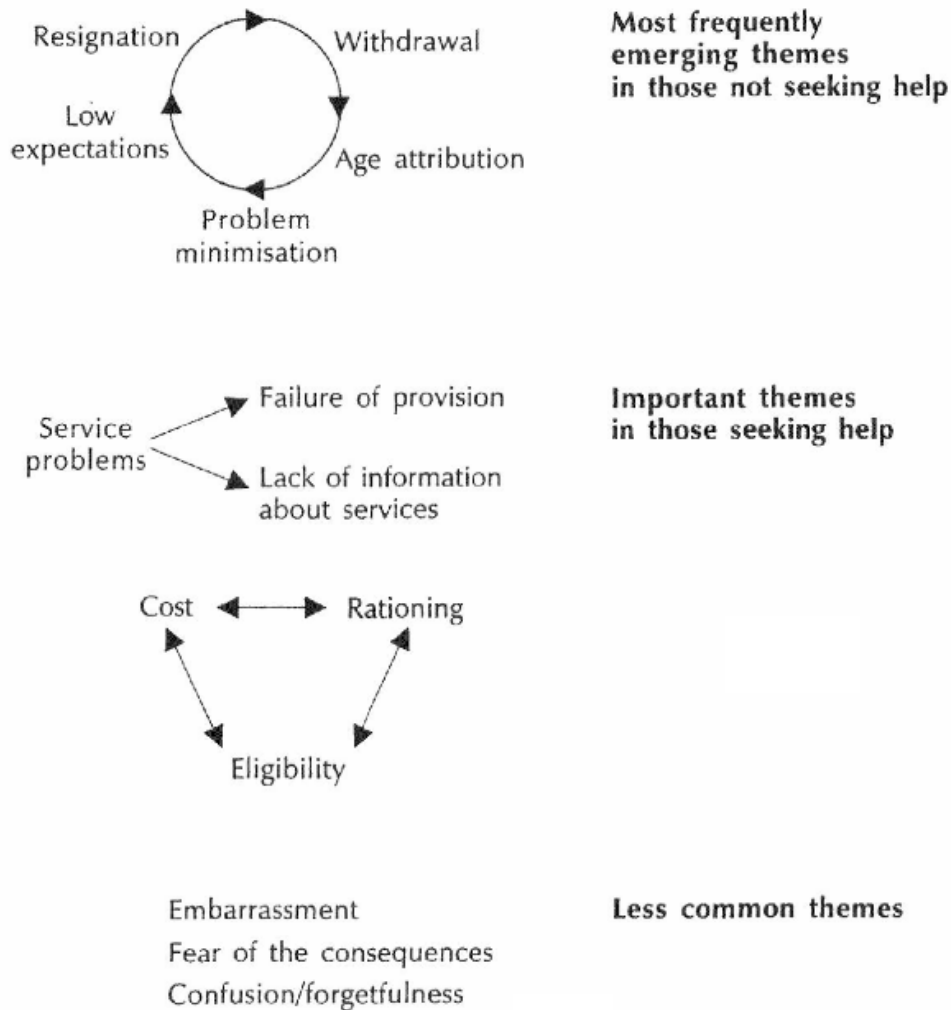 Resignation
Withdrawal
Low
expectations
Age attribution
Problem
minimisation
Most frequently
emerging themes
in those not seeking help
Service
problems
Failure of provision
Lack of information
about services
Important themes
in those seeking help
Cost
Rationing
Eligibility
Embarrassment
Fear of the consequences
Confusion/forgetfulness
Less common themes